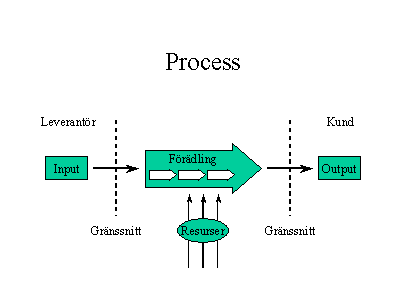 Process
Leverantör
Kund
Input
Förädling
Output
Gränssnitt
Resurser
Gränssnitt